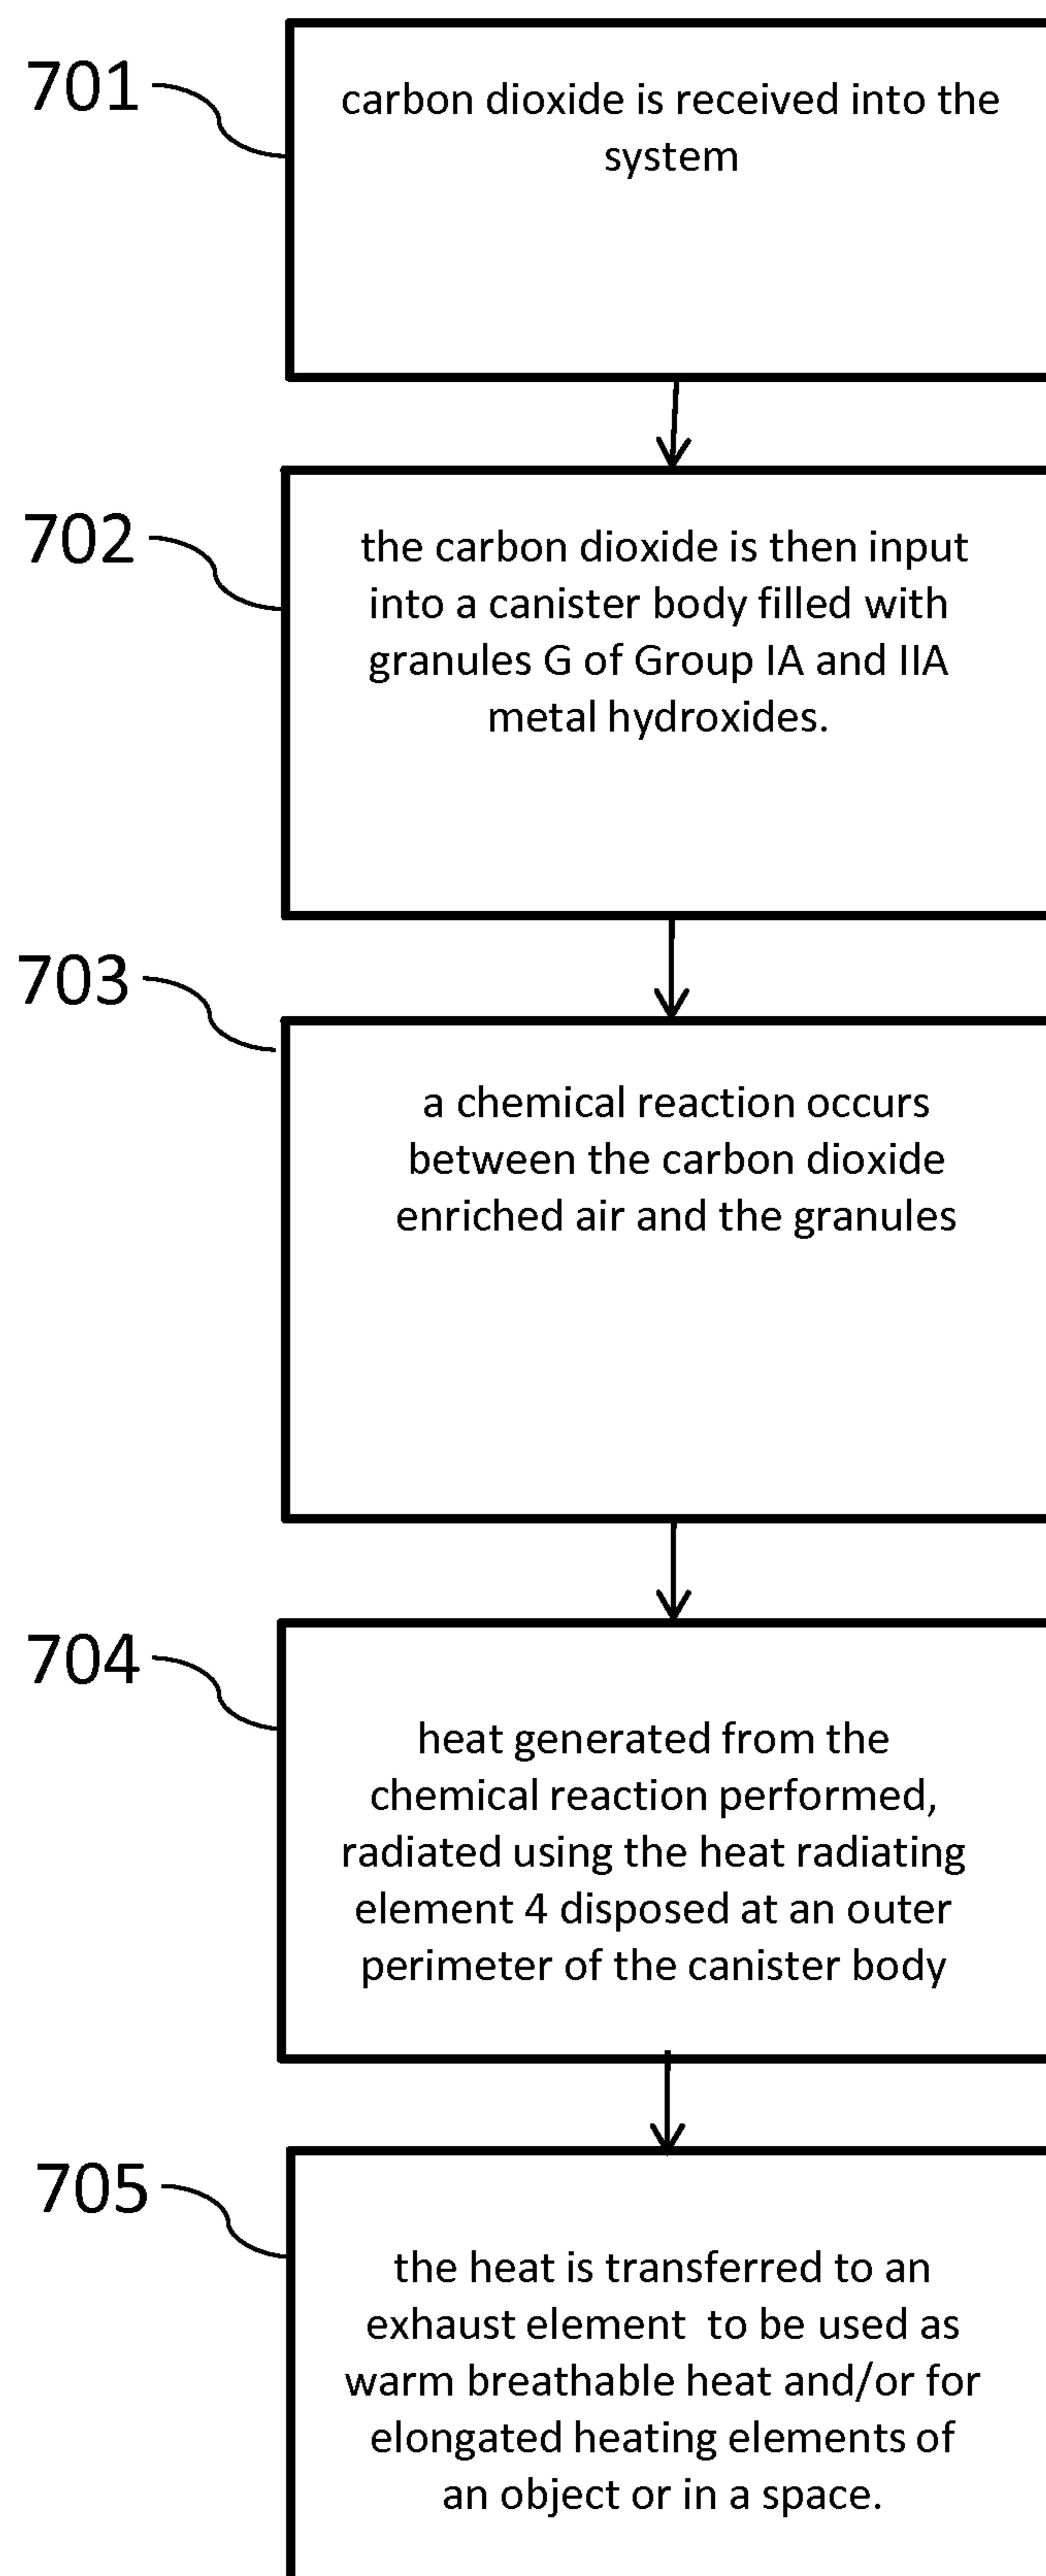 701
carbon dioxide is received into the
system
702
the carbon dioxide is then input
into a canister body filled with
granules G of Group IA and IIA
metal hydroxides.
703
a chemical reaction occurs
between the carbon dioxide
enriched air and the granules
704
heat generated from the
chemical reaction performed,
radiated using the heat radiating
element 4 disposed at an outer
perimeter of the canister body
705
the heat is transferred to an
exhaust element to be used as
warm breathable heat and/or for
elongated heating elements of
an object or in a space.